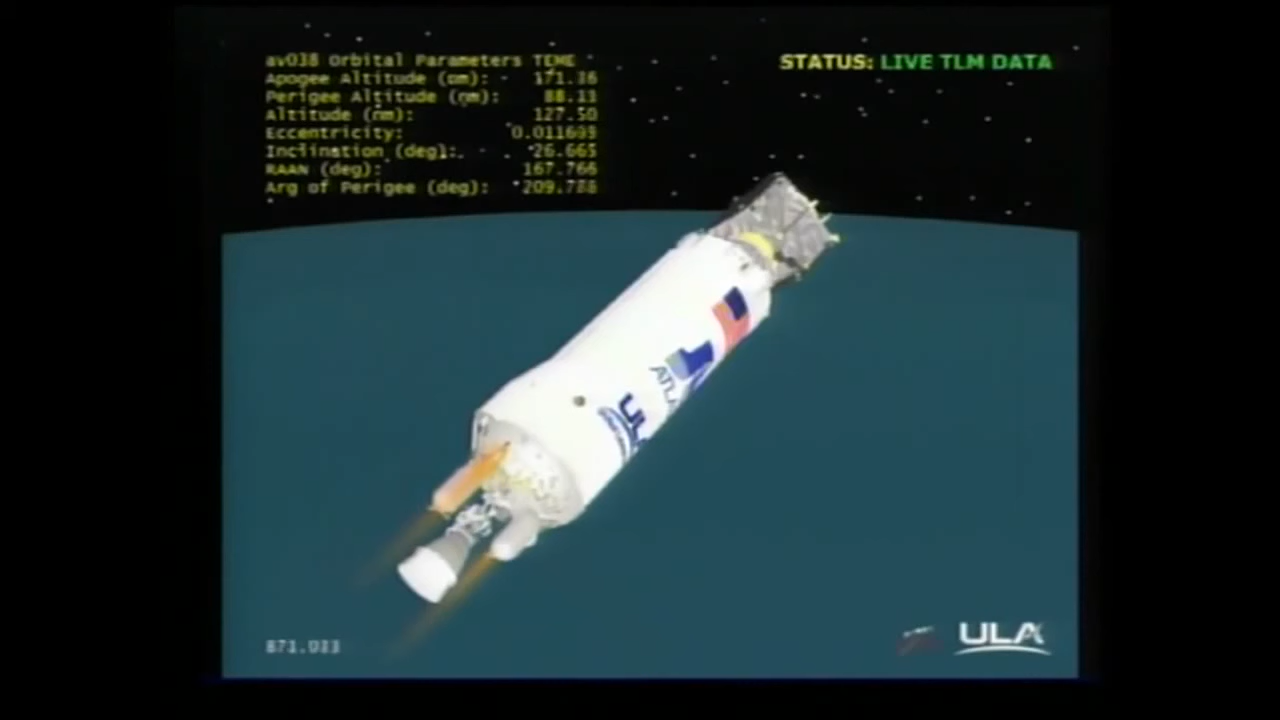 av038 Orbital Parameters TEME
Apogee Altitude (nm): 171.36
Perigee Altitude (nm): 88.13
Altitude (nm): 127.50
Eccentricity:
Inclination (deg): 26.665
RAAN (deg): 167.766
Arg of Perigee (deg): 209.788
STATUS: LIVE TLM DATA
871.033
ULA